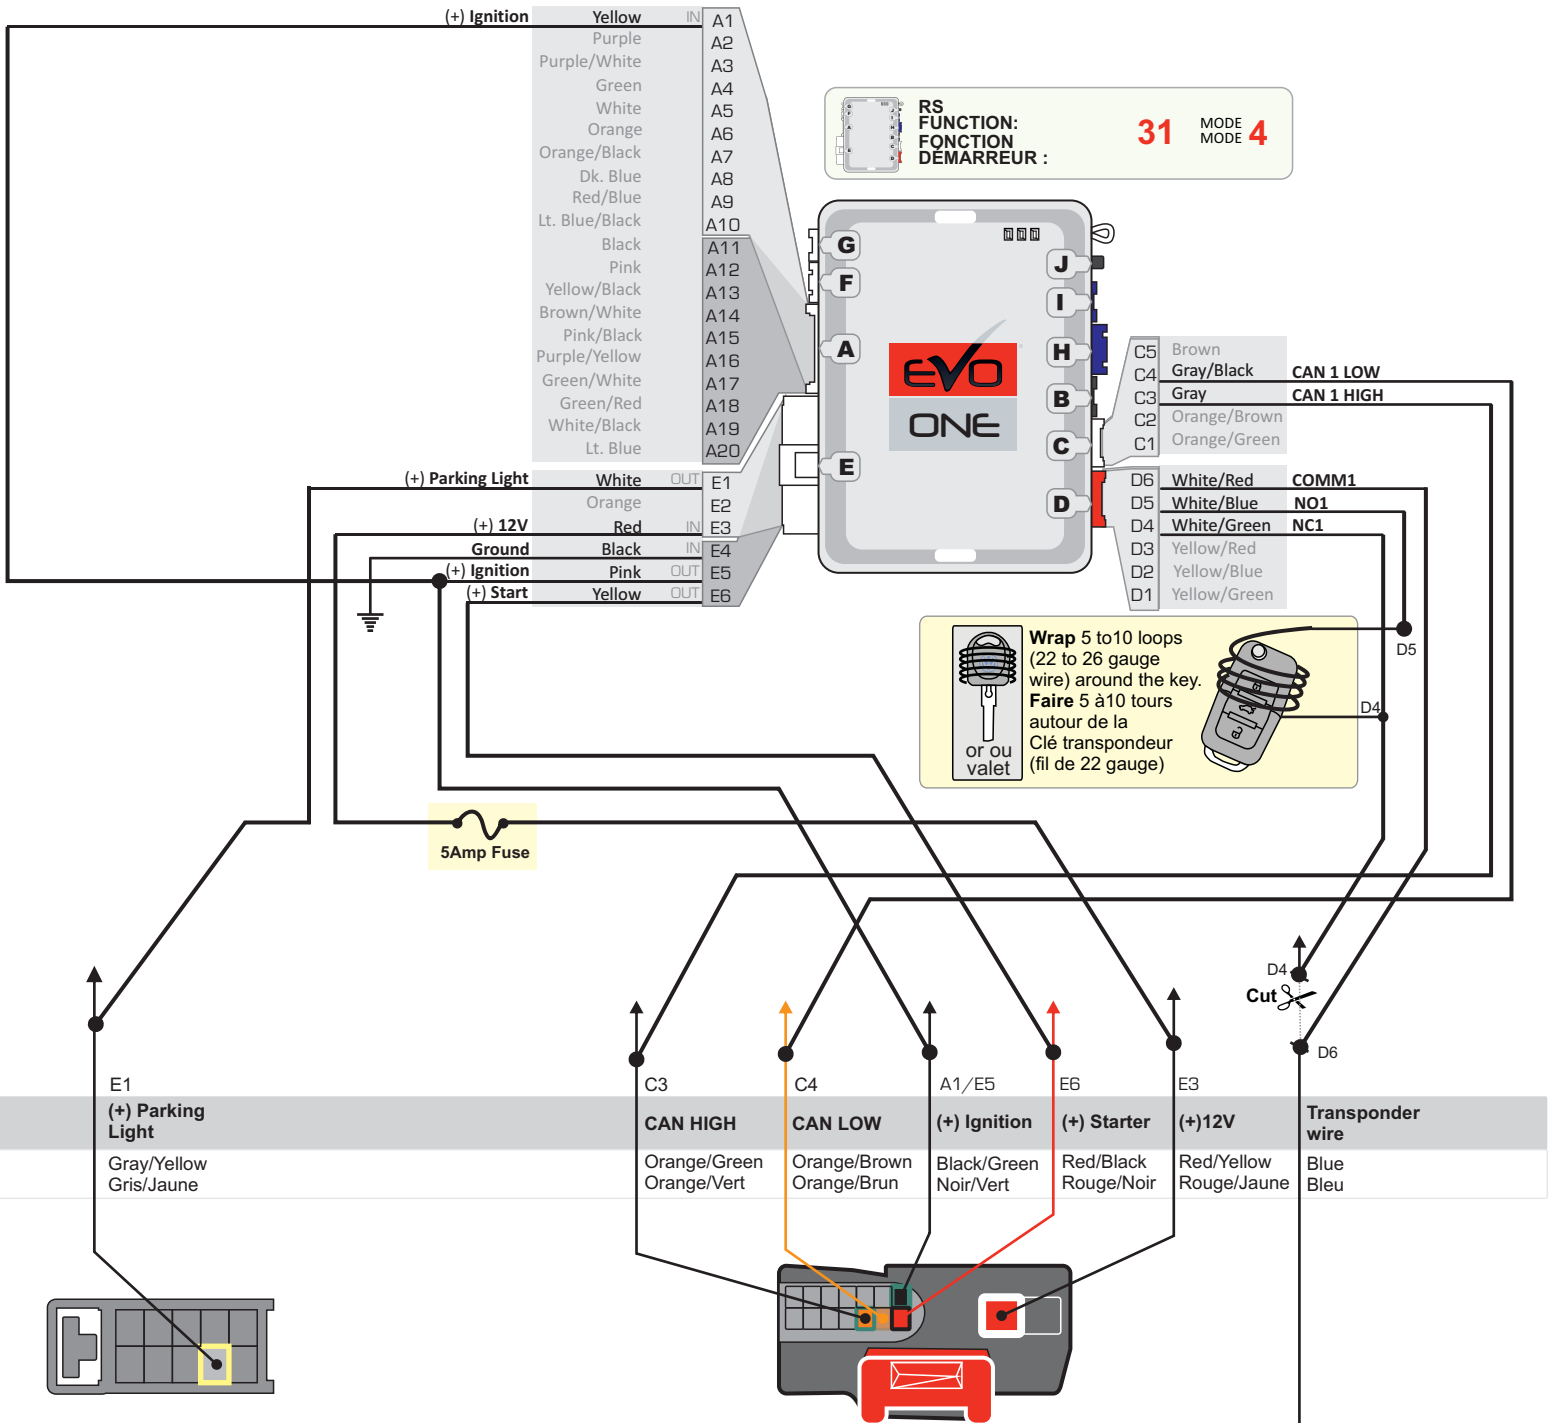 (+) Ignition Yellow IN A1
Purple A2
Purple/White A3
Green A4
White A5
Orange A6
Orange/Black A7
Dk. Blue A8
Red/Blue A9
Lt. Blue/Black A10
Black A11
Pink A12
Yellow/Black A13
Brown/White A14
Pink/Black A15
Purple/Yellow A16
Green/White A17
Green/Red A18
White/Black A19
Lt. Blue A20
(+) Parking Light White OUT E1
Orange E2
(+) 12V Red IN E3
Ground Black IN E4
(+) Ignition Pink OUT E5
(+) Start Yellow OUT E6
RS
FUNCTION:
FONCTION
DÉMARREUR :
31
MODE
MODE 4
G
F
A
E
J
I
H
B
C
D
EVO
ONE
C5 Brown
C4 Gray/Black CAN 1 LOW
C3 Gray CAN 1 HIGH
C2 Orange/Brown
C1 Orange/Green
D6 White/Red COMM1
D5 White/Blue NO1
D4 White/Green NC1
D3 Yellow/Red
D2 Yellow/Blue
D1 Yellow/Green
or ou
valet
Wrap 5 to10 loops
(22 to 26 gauge
wire) around the key.
Faire 5 à10 tours
autour de la
Clé transpondeur
(fil de 22 gauge)
D5
D4
5Amp Fuse
D4
Cut
D6
E1
(+) Parking
Light
Gray/Yellow
Gris/Jaune
C3
CAN HIGH
Orange/Green
Orange/Vert
C4
CAN LOW
Orange/Brown
Orange/Brun
A1/E5
(+) Ignition
Black/Green
Noir/Vert
E6
(+) Starter
Red/Black
Rouge/Noir
E3
(+)12V
Red/Yellow
Rouge/Jaune
Transponder
wire
Blue
Bleu